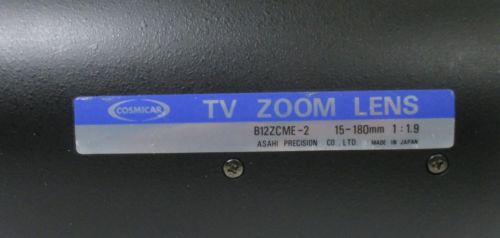 COSMICAR TV ZOOM LENS
B12ZCME-2 15-180mm 1:1.9
ASAHI PRECISION CO., LTD. MADE IN JAPAN